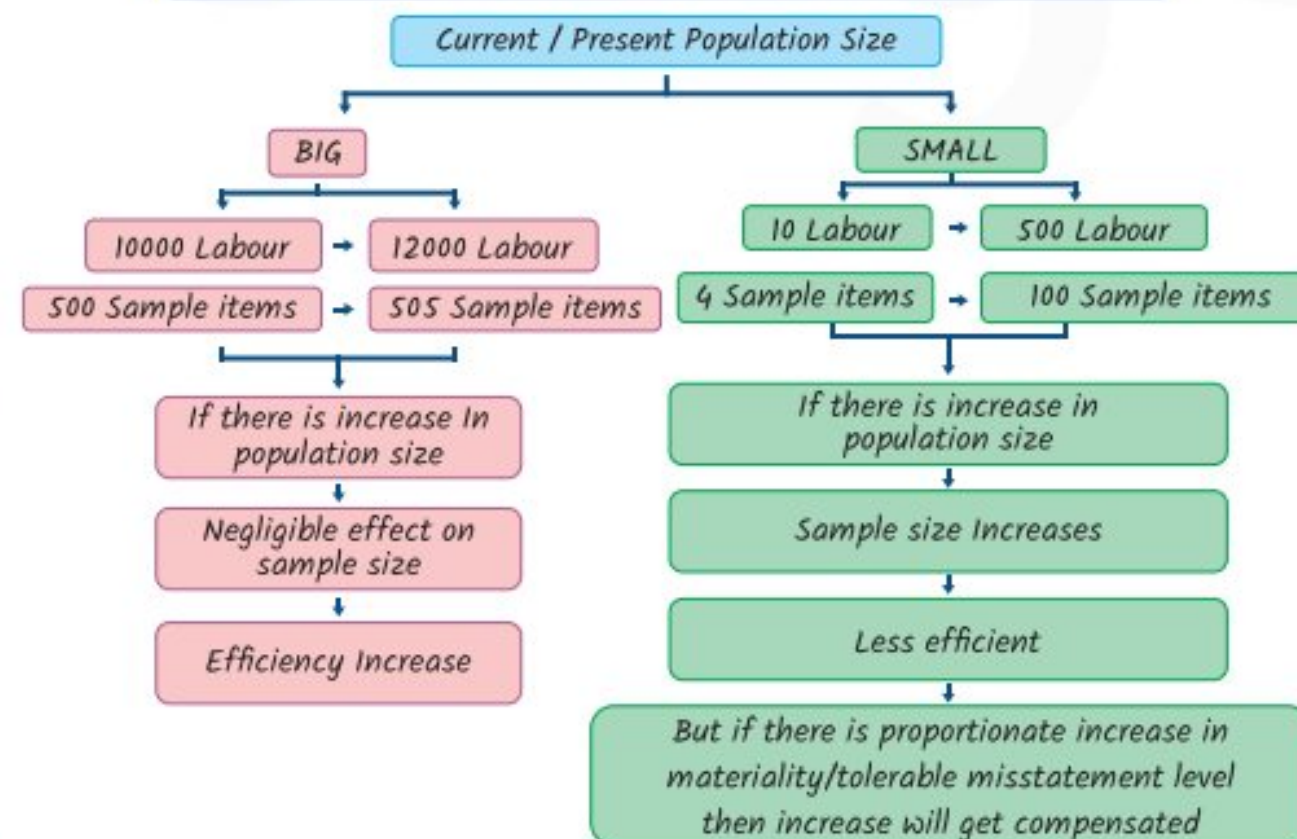 Current / Present Population Size
BIG
10000 Labour
12000 Labour
500 Sample items
505 Sample items
If there is increase In
population size
Negligible effect on
sample size
Efficiency Increase
SMALL
10 Labour
500 Labour
4 Sample items
100 Sample items
If there is increase in
population size
Sample size Increases
Less efficient
But if there is proportionate increase in
materiality/tolerable misstatement level
then increase will get compensated